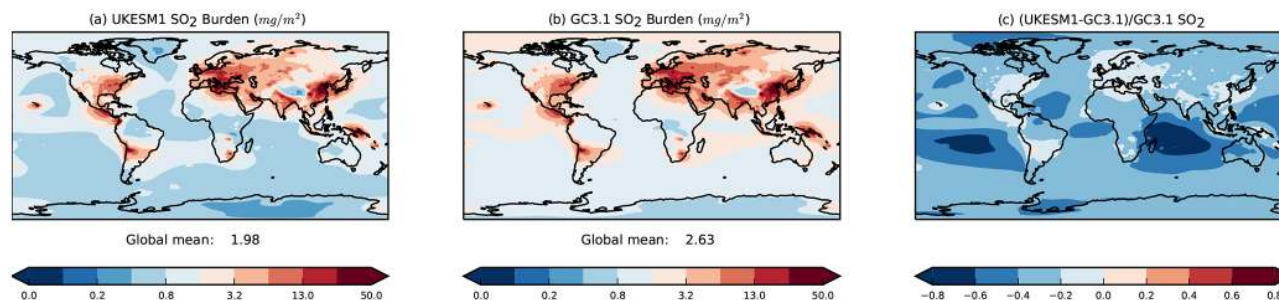 (a) UKESM1 SO2 Burden (mg/m²)
(b) GC3.1 SO2 Burden (mg/m²)
(c) (UKESM1-GC3.1)/GC3.1 SO2
Global mean: 1.98
Global mean: 2.63
0.0 0.2 0.8 3.2 13.0 50.0
0.0 0.2 0.8 3.2 13.0 50.0
−0.8 −0.6 −0.4 −0.2 0.0 0.2 0.4 0.6 0.8